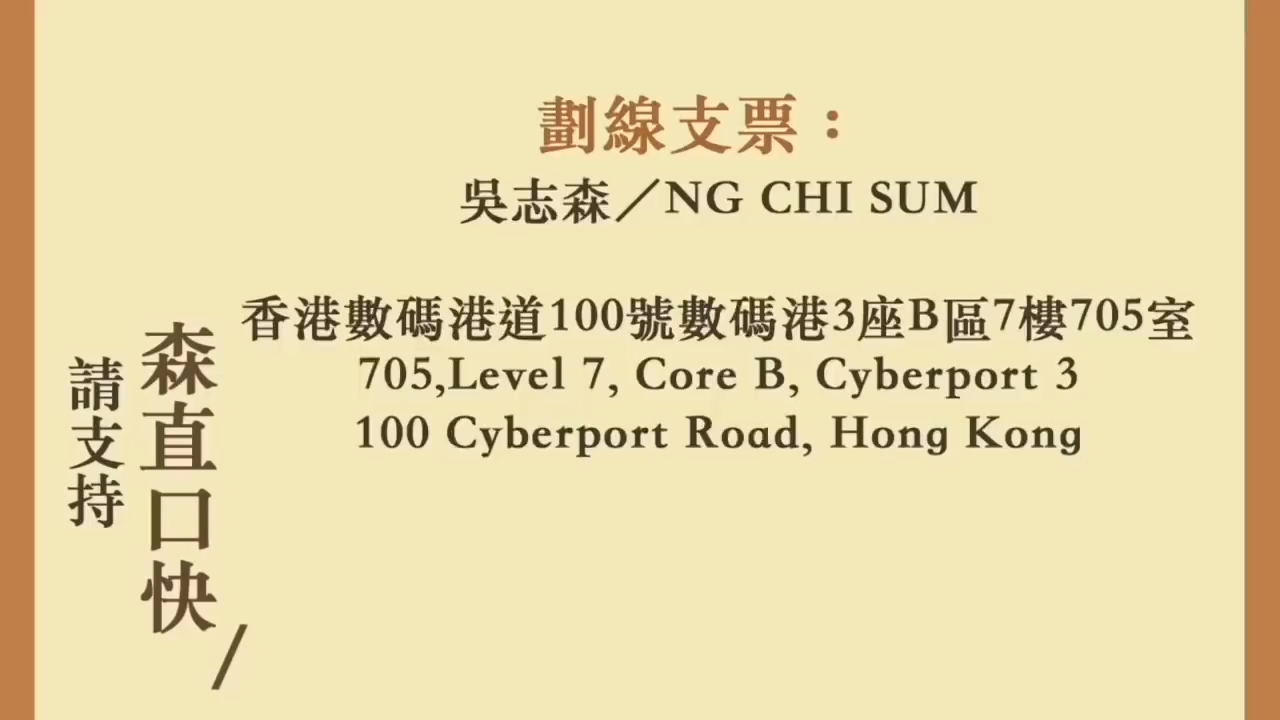 劃線支票：
吳志森／NG CHI SUM
香港數碼港道100號數碼港3座B區7樓705室
705,Level 7, Core B, Cyberport 3
100 Cyberport Road, Hong Kong
請支持
森直口快
/